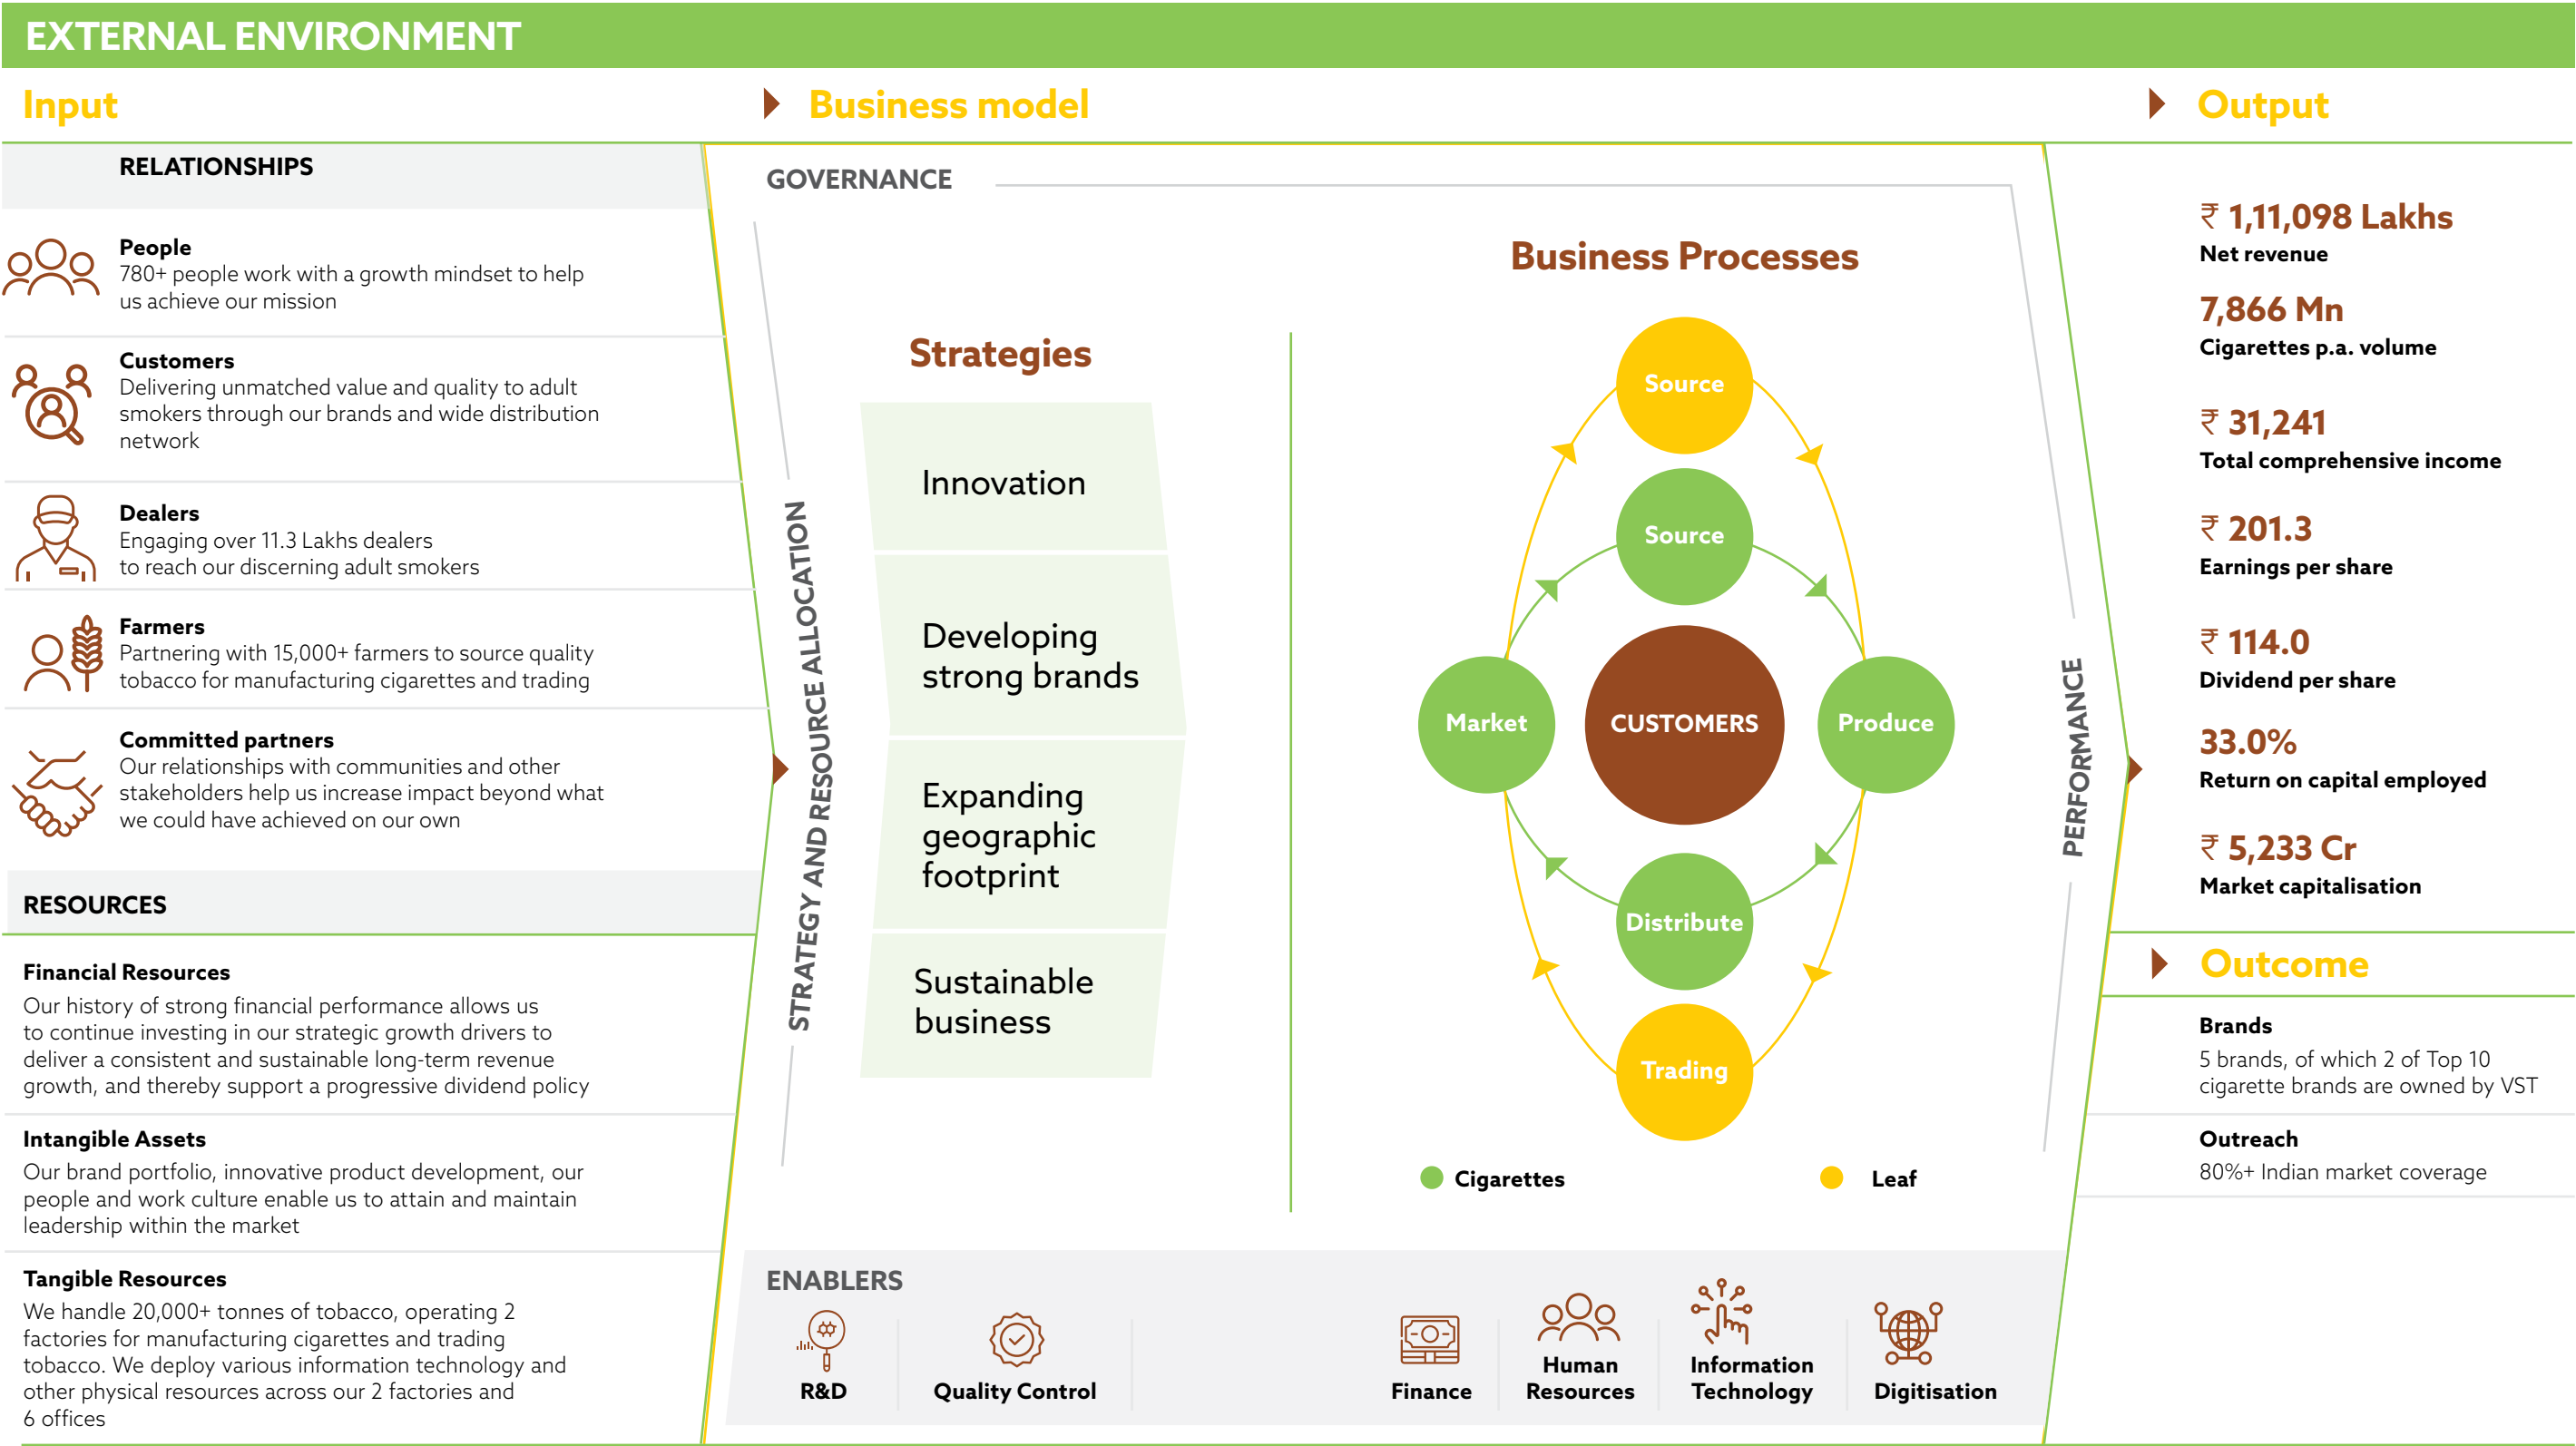 EXTERNAL ENVIRONMENT
Input
Business model
Output
RELATIONSHIPS
People
780+ people work with a growth mindset to help
us achieve our mission
Customers
Delivering unmatched value and quality to adult
smokers through our brands and wide distribution
network
Dealers
Engaging over 11.3 Lakhs dealers
to reach our discerning adult smokers
Farmers
Partnering with 15,000+ farmers to source quality
tobacco for manufacturing cigarettes and trading
Committed partners
Our relationships with communities and other
stakeholders help us increase impact beyond what
we could have achieved on our own
RESOURCES
Financial Resources
Our history of strong financial performance allows us
to continue investing in our strategic growth drivers to
deliver a consistent and sustainable long-term revenue
growth, and thereby support a progressive dividend policy
Intangible Assets
Our brand portfolio, innovative product development, our
people and work culture enable us to attain and maintain
leadership within the market
Tangible Resources
We handle 20,000+ tonnes of tobacco, operating 2
factories for manufacturing cigarettes and trading
tobacco. We deploy various information technology and
other physical resources across our 2 factories and
6 offices
GOVERNANCE
STRATEGY AND RESOURCE ALLOCATION
Strategies
Innovation
Developing
strong brands
Expanding
geographic
footprint
Sustainable
business
Business Processes
Source
Source
Market
CUSTOMERS
Produce
Distribute
Trading
Cigarettes
Leaf
PERFORMANCE
ENABLERS
R&D
Quality Control
Finance
Human
Resources
Information
Technology
Digitisation
₹ 1,11,098 Lakhs
Net revenue
7,866 Mn
Cigarettes p.a. volume
₹ 31,241
Total comprehensive income
₹ 201.3
Earnings per share
₹ 114.0
Dividend per share
33.0%
Return on capital employed
₹ 5,233 Cr
Market capitalisation
Outcome
Brands
5 brands, of which 2 of Top 10
cigarette brands are owned by VST
Outreach
80%+ Indian market coverage